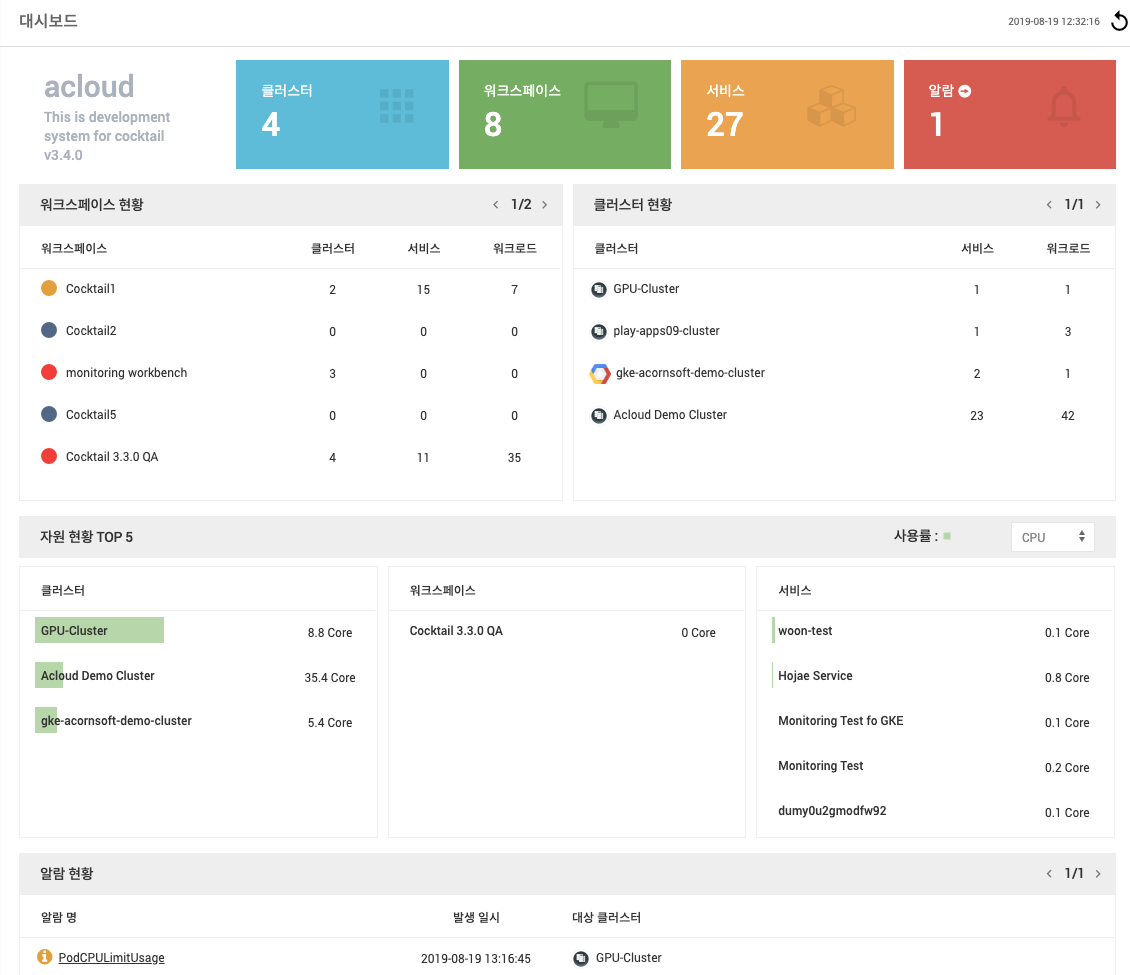 대시보드
2019-08-19 12:32:16
acloud
This is development
system for cocktail
v3.4.0
클러스터
4
워크스페이스
8
서비스
27
알람
1
워크스페이스 현황
1/2
워크스페이스 클러스터 서비스 워크로드
Cocktail1 2 15 7
Cocktail2 0 0 0
monitoring workbench 3 0 0
Cocktail5 0 0 0
Cocktail 3.3.0 QA 4 11 35
클러스터 현황
1/1
클러스터 서비스 워크로드
GPU-Cluster 1 1
play-apps09-cluster 1 3
gke-acornsoft-demo-cluster 2 1
Acloud Demo Cluster 23 42
자원 현황 TOP 5
사용률 :
CPU
클러스터
GPU-Cluster 8.8 Core
Acloud Demo Cluster 35.4 Core
gke-acornsoft-demo-cluster 5.4 Core
워크스페이스
Cocktail 3.3.0 QA 0 Core
서비스
woon-test 0.1 Core
Hojae Service 0.8 Core
Monitoring Test fo GKE 0.1 Core
Monitoring Test 0.2 Core
dumy0u2gmodfw92 0.1 Core
알람 현황
1/1
알람 명 발생 일시 대상 클러스터
PodCPULimitUsage 2019-08-19 13:16:45 GPU-Cluster